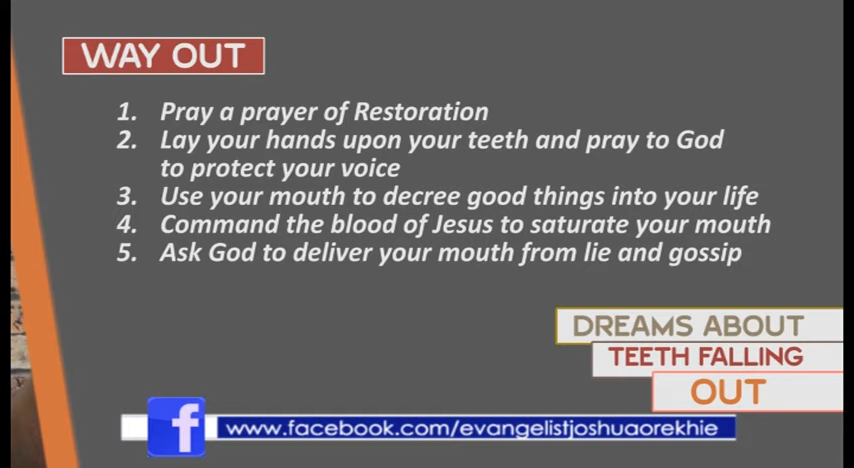 WAY OUT
1. Pray a prayer of Restoration
2. Lay your hands upon your teeth and pray to God
to protect your voice
3. Use your mouth to decree good things into your life
4. Command the blood of Jesus to saturate your mouth
5. Ask God to deliver your mouth from lie and gossip
DREAMS ABOUT
TEETH FALLING
OUT
f www.facebook.com/evangelistjoshuaorekhie